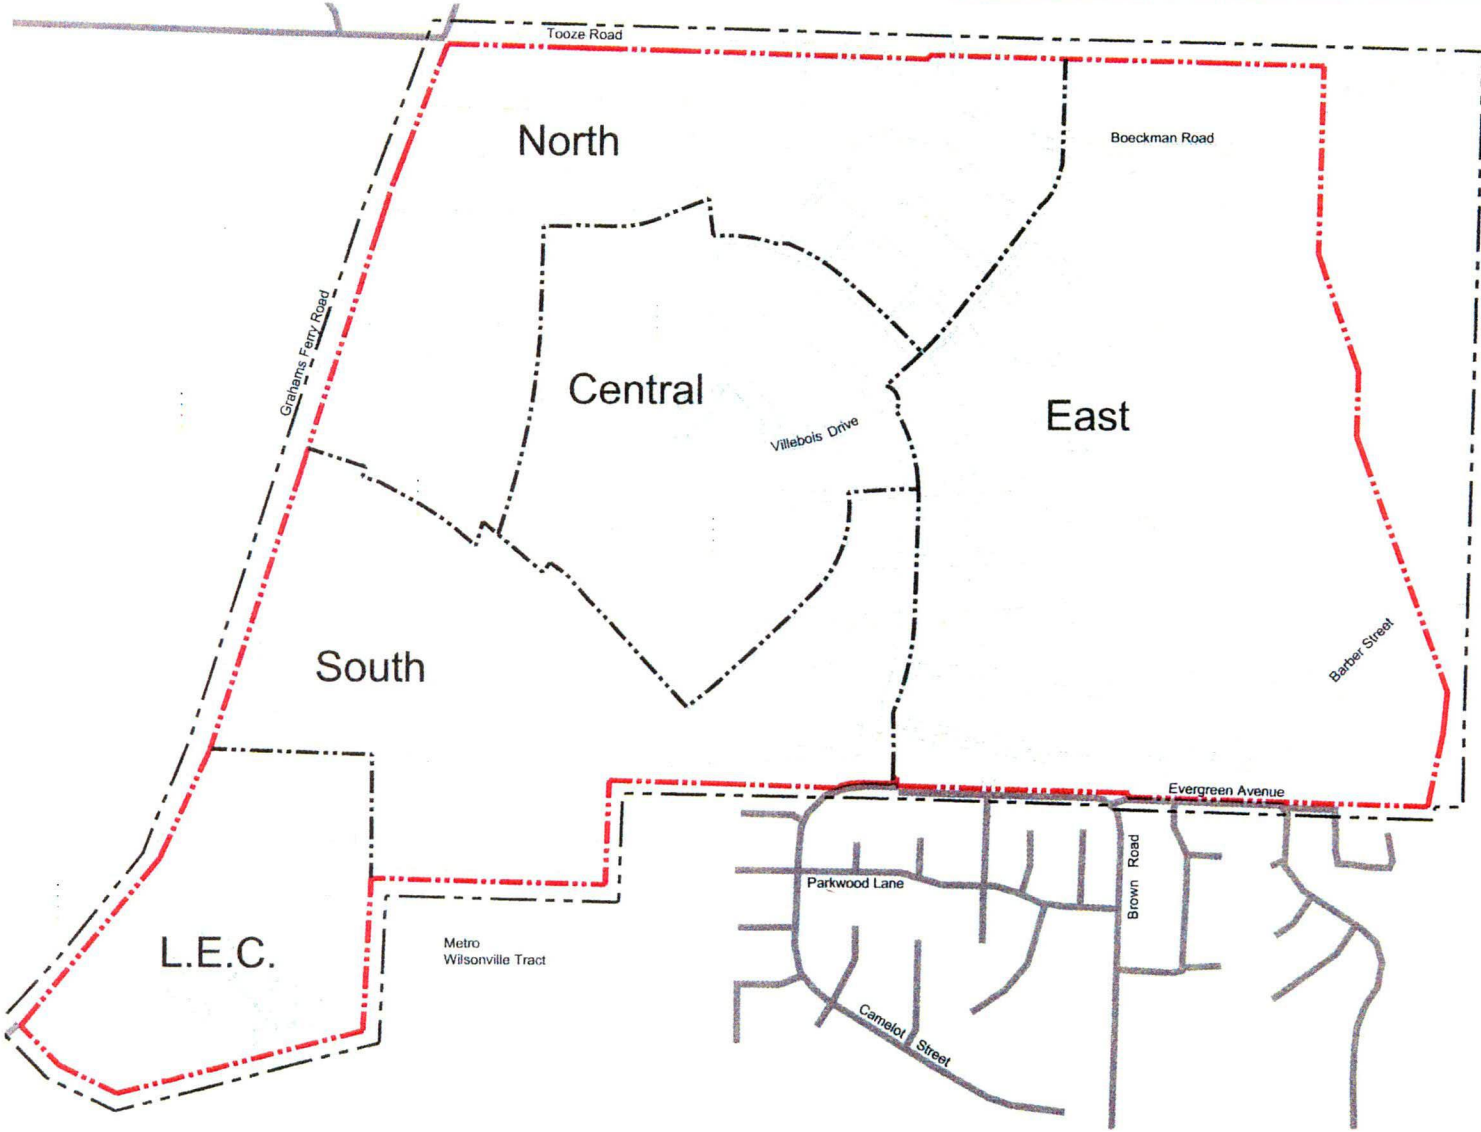 Tooze Road
North
Boeckman Road
Grahams Ferry Road
Central
East
Villebois Drive
South
Barber Street
Evergreen Avenue
Parkwood Lane
Brown Road
L.E.C.
Metro
Wilsonville Tract
Camelot Street